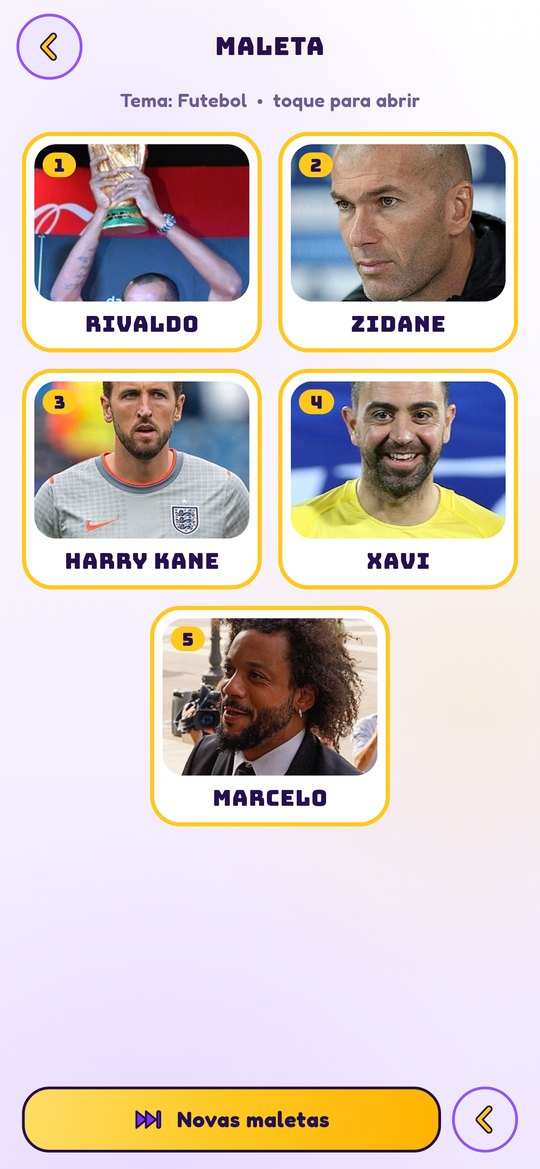 MALETA
Tema: Futebol • toque para abrir
1
RIVALDO
2
ZIDANE
3
HARRY KANE
4
XAVI
5
MARCELO
Novas maletas